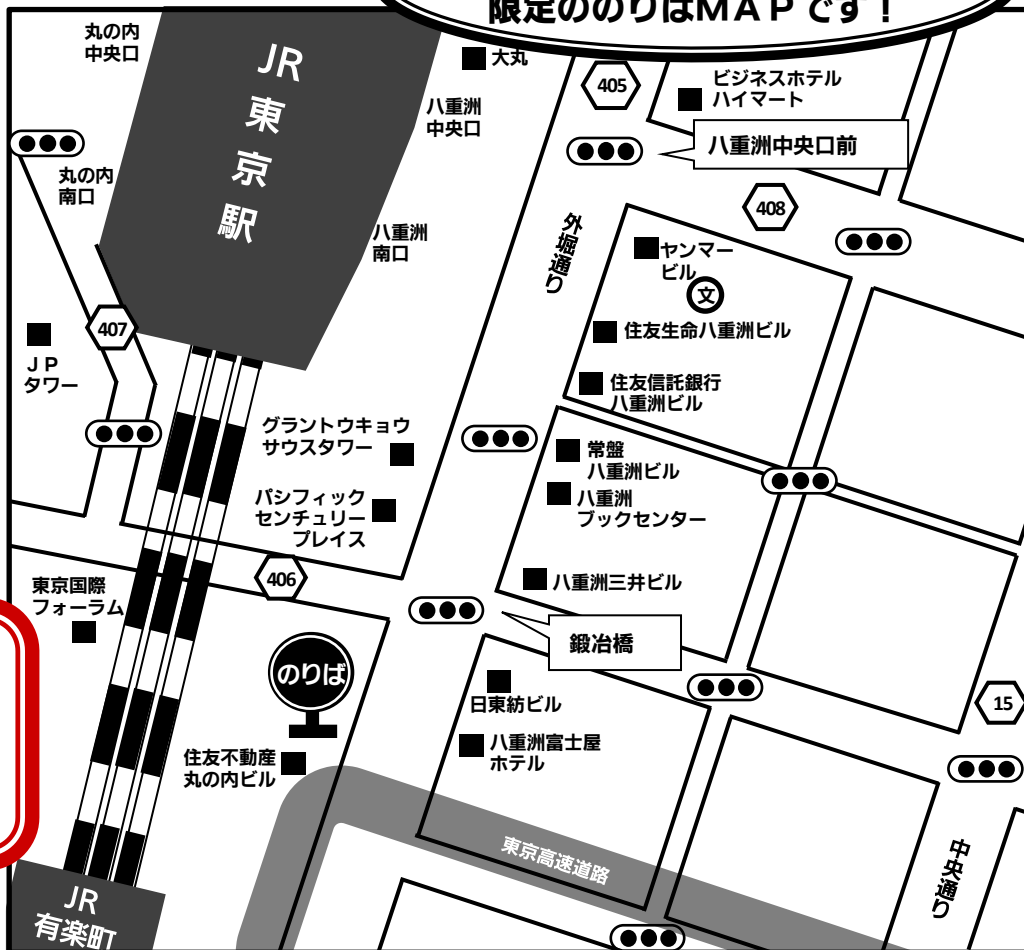 限定ののりはMAPです！
丸の内
中央口
JR
東
京
駅
大丸
八重洲
中央口
405
ビジネスホテル
ハイマート
八重洲中央口前
丸の内
南口
408
八重洲
南口
外堀通り
ヤンマー
ビル
文
407
住友生命八重洲ビル
JP
タワー
住友信託銀行
八重洲ビル
グラントウキョウ
サウスタワー
常盤
八重洲ビル
パシフィック
センチュリー
プレイス
八重洲
ブックセンター
406
東京国際
フォーラム
八重洲三井ビル
鍛冶橋
のりば
日東紡ビル
15
八重洲富士屋
ホテル
住友不動産
丸の内ビル
東京高速道路
中央通り
JR
有楽町